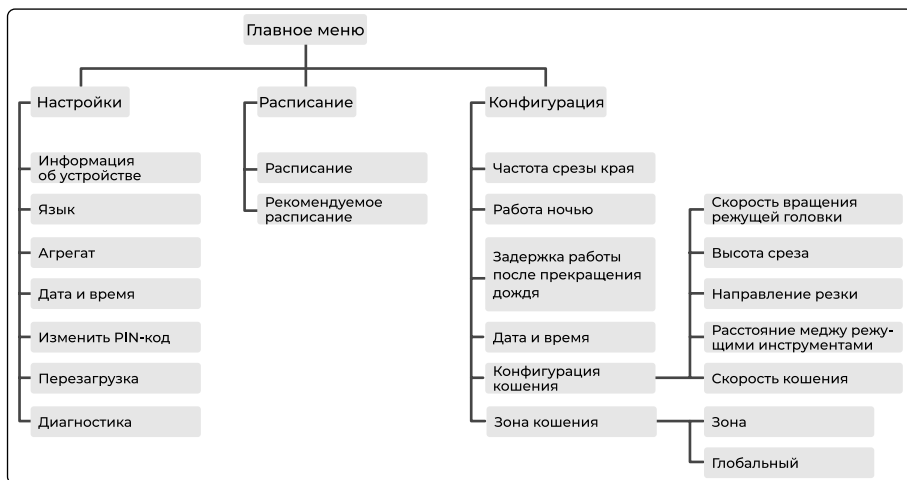 Главное меню
Настройки
Информация
об устройстве
Язык
Агрегат
Дата и время
Изменить PIN-код
Перезагрузка
Диагностика
Расписание
Расписание
Рекомендуемое
расписание
Конфигурация
Частота срезы края
Работа ночью
Задержка работы
после прекращения
дождя
Дата и время
Конфигурация
кошения
Скорость вращения
режущей головки
Высота среза
Направление резки
Расстояние меджу режу-
щими инструментами
Скорость кошения
Зона кошения
Зона
Глобальный